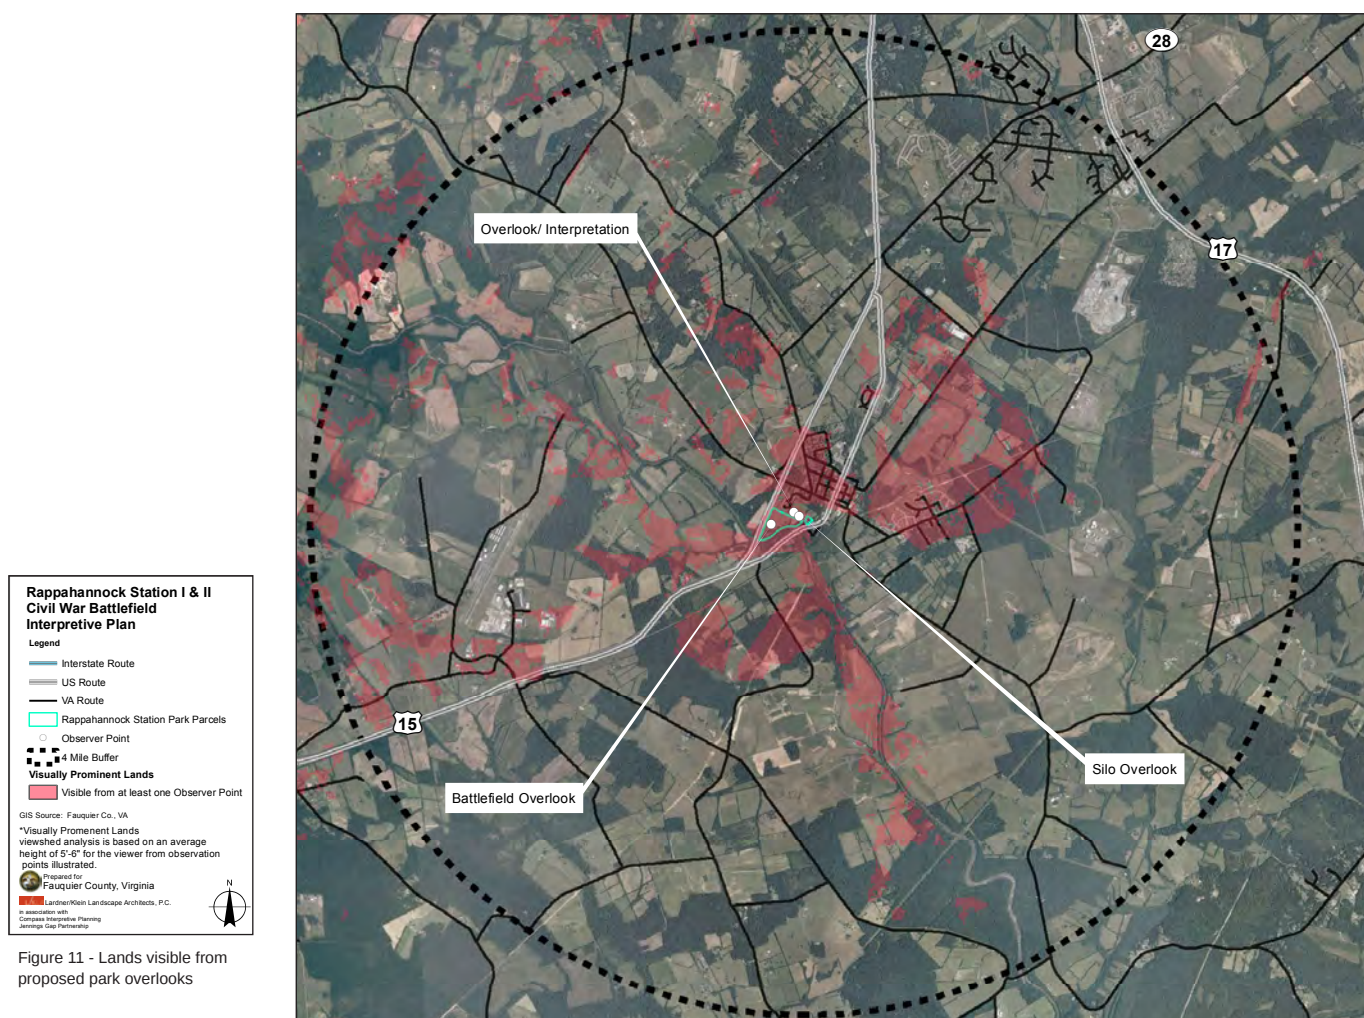 28
17
Overlook/ Interpretation
15
Silo Overlook
Battlefield Overlook
Rappahannock Station I & II
Civil War Battlefield
Interpretive Plan
Legend
Interstate Route
US Route
VA Route
Rappahannock Station Park Parcels
Observer Point
4 Mile Buffer
Visually Prominent Lands
Visible from at least one Observer Point
GIS Source: Fauquier Co., VA
*Visually Promenent Lands
viewshed analysis is based on an average
height of 5'-6" for the viewer from observation
points illustrated.
Prepared for
Fauquier County, Virginia
Lardner/Klein Landscape Architects, P.C.
in association with
Compass Interpretive Planning
Jennings Gap Partnership
N
Figure 11 - Lands visible from
proposed park overlooks